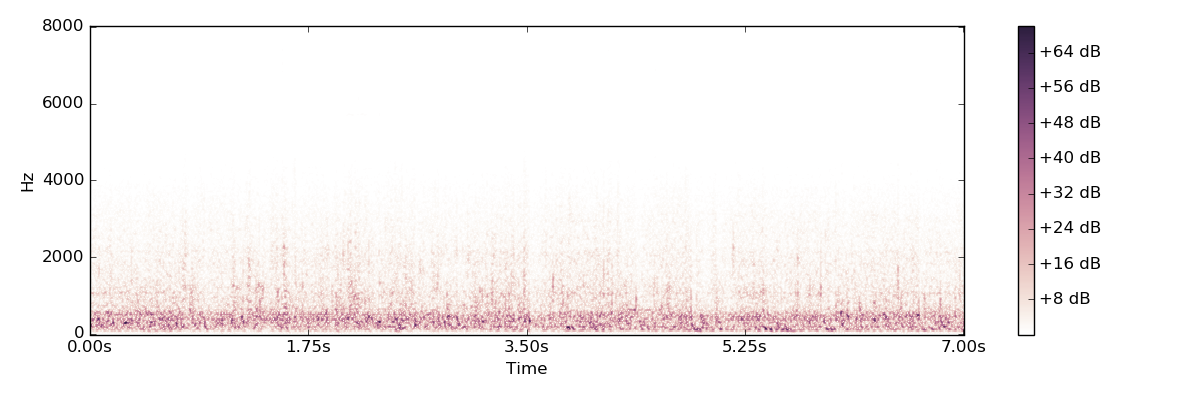 8000
6000
4000
2000
0
Hz
0.00s
1.75s
3.50s
5.25s
7.00s
Time
+64 dB
+56 dB
+48 dB
+40 dB
+32 dB
+24 dB
+16 dB
+8 dB